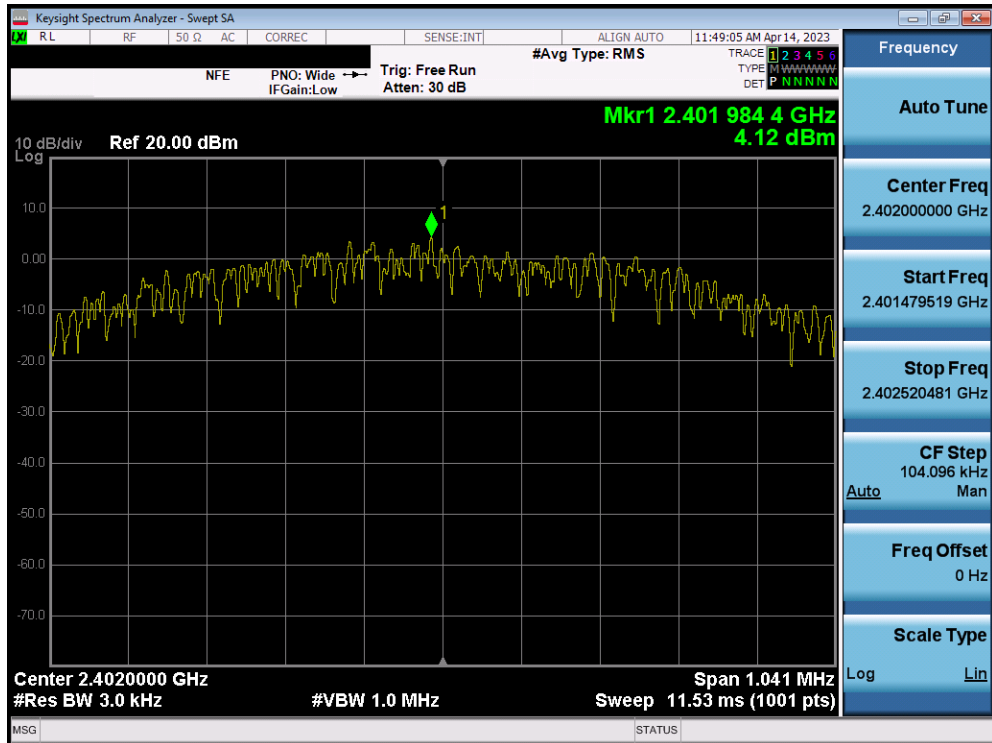 Keysight Spectrum Analyzer - Swept SA
LXI RL RF 50 Ω AC CORREC SENSE:INT ALIGN AUTO 11:49:05 AM Apr 14, 2023
#Avg Type: RMS TRACE 1 2 3 4 5 6
NFE PNO: Wide Trig: Free Run TYPE M WWWWW
IFGain:Low Atten: 30 dB DET P N N N N N
Mkr1 2.401 984 4 GHz
4.12 dBm
10 dB/div Ref 20.00 dBm
Log
1
10.0
0.00
-10.0
-20.0
-30.0
-40.0
-50.0
-60.0
-70.0
Center 2.4020000 GHz Span 1.041 MHz
#Res BW 3.0 kHz #VBW 1.0 MHz Sweep 11.53 ms (1001 pts)
MSG STATUS
Frequency
Auto Tune
Center Freq
2.402000000 GHz
Start Freq
2.401479519 GHz
Stop Freq
2.402520481 GHz
CF Step
104.096 kHz
Auto Man
Freq Offset
0 Hz
Scale Type
Log Lin